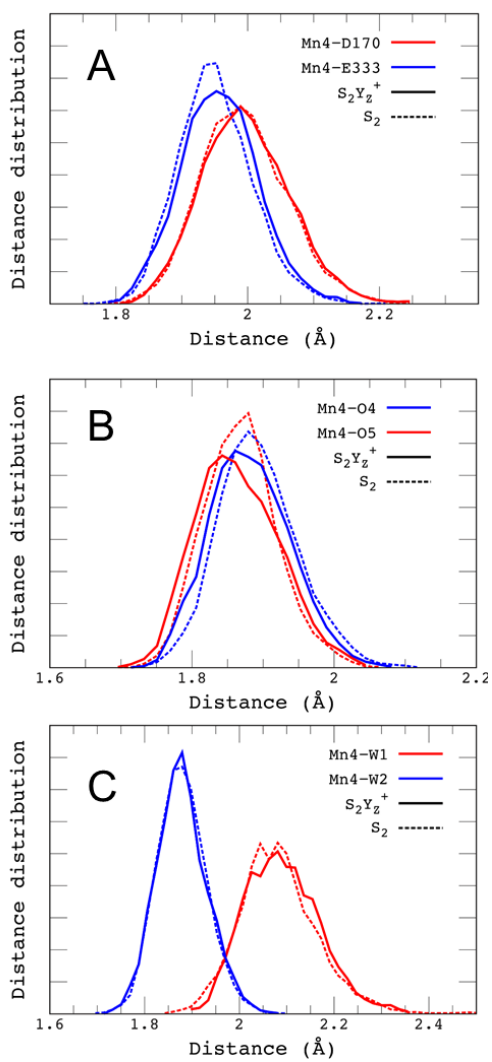 A
Distance distribution
Mn4-D170
Mn4-E333
S2YZ+
S2
1.8 2 2.2
Distance (Å)
B
Distance distribution
Mn4-O4
Mn4-O5
S2YZ+
S2
1.6 1.8 2 2.2
Distance (Å)
C
Distance distribution
Mn4-W1
Mn4-W2
S2YZ+
S2
1.6 1.8 2 2.2 2.4
Distance (Å)